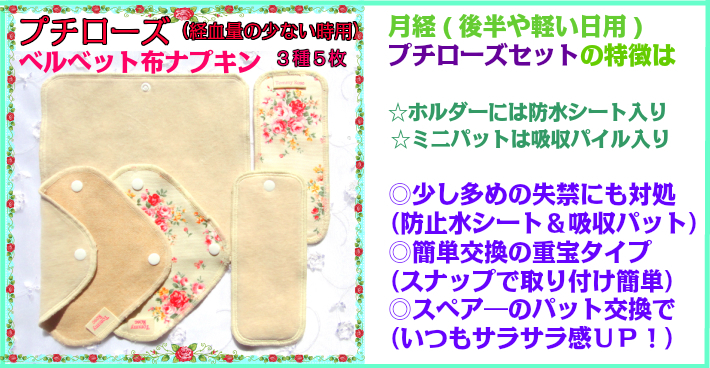 プチローズ（経血量の少ない時用）
ベルベット布ナプキン　３種５枚
月経（後半や軽い日用）
プチローズセットの特徴は
☆ホルダーには防水シート入り
☆ミニパットは吸収パイル入り
◎少し多めの失禁にも対処
（防止水シート＆吸収パット）
◎簡単交換の重宝タイプ
（スナップで取り付け簡単）
◎スペア―のパット交換で
（いつもサラサラ感ＵＰ！）